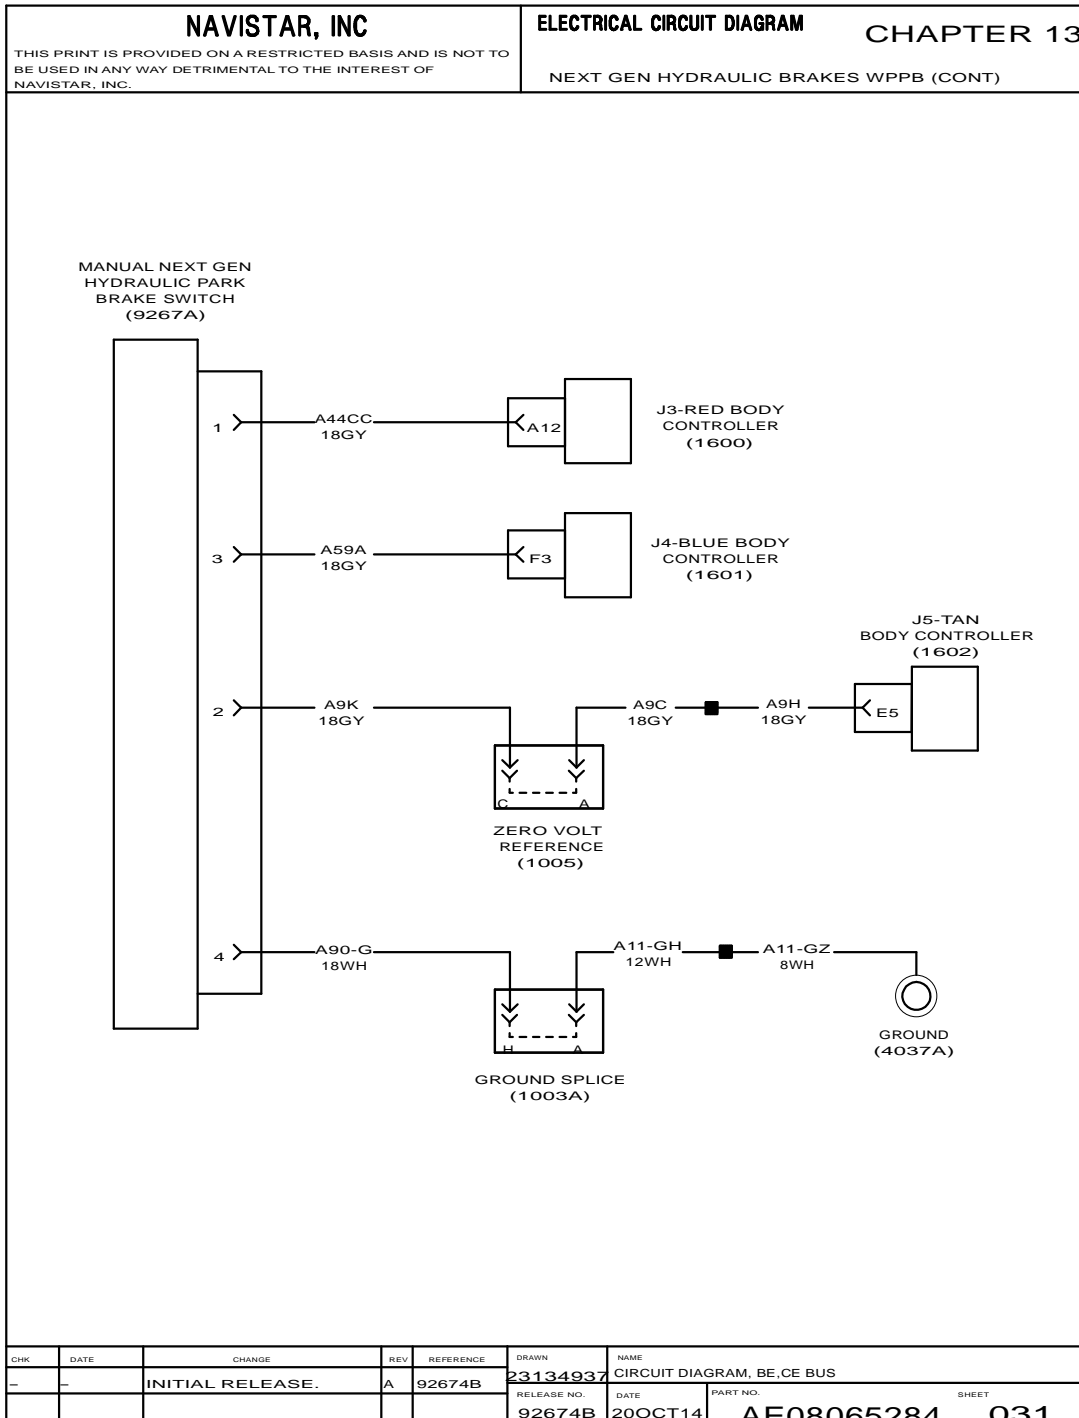 NAVISTAR, INC
THIS PRINT IS PROVIDED ON A RESTRICTED BASIS AND IS NOT TO
BE USED IN ANY WAY DETRIMENTAL TO THE INTEREST OF
NAVISTAR, INC.
ELECTRICAL CIRCUIT DIAGRAM
CHAPTER 13
NEXT GEN HYDRAULIC BRAKES WPPB (CONT)
MANUAL NEXT GEN
HYDRAULIC PARK
BRAKE SWITCH
(9267A)
1
A44CC
18GY
A12
J3-RED BODY
CONTROLLER
(1600)
3
A59A
18GY
F3
J4-BLUE BODY
CONTROLLER
(1601)
J5-TAN
BODY CONTROLLER
(1602)
2
A9K
18GY
A9C
18GY
A9H
18GY
E5
C
A
ZERO VOLT
REFERENCE
(1005)
4
A90-G
18WH
A11-GH
12WH
A11-GZ
8WH
H
A
GROUND
(4037A)
GROUND SPLICE
(1003A)
CHK
DATE
CHANGE
REV
REFERENCE
DRAWN
NAME
-
-
INITIAL RELEASE.
A
92674B
23134937
CIRCUIT DIAGRAM, BE,CE BUS
RELEASE NO.
DATE
PART NO.
SHEET
92674B
20OCT14
AE08065284
031